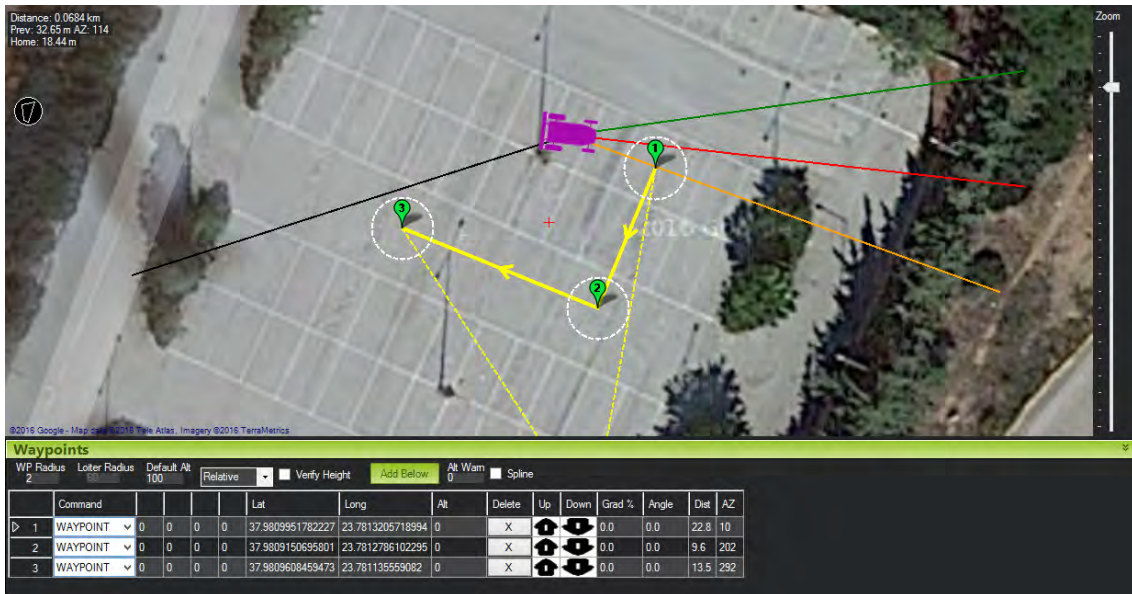 Distance: 0.0684 km
Prev: 32.65 m AZ: 114
Home: 18.44 m
Zoom
1
3
2
©2016 Google - Map data ©2016 Tele Atlas, Imagery ©2016 TerraMetrics
Waypoints
WP Radius Loiter Radius Default Alt Alt Warn
2 100 Relative Verify Height Add Below 0 Spline
Command Lat Long Alt Delete Up Down Grad % Angle Dist AZ
1 WAYPOINT 0 0 0 0 37.9809951782227 23.7813205718994 0 X 0.0 0.0 22.8 10
2 WAYPOINT 0 0 0 0 37.9809150695801 23.7812786102295 0 X 0.0 0.0 9.6 202
3 WAYPOINT 0 0 0 0 37.9809608459473 23.781135559082 0 X 0.0 0.0 13.5 292